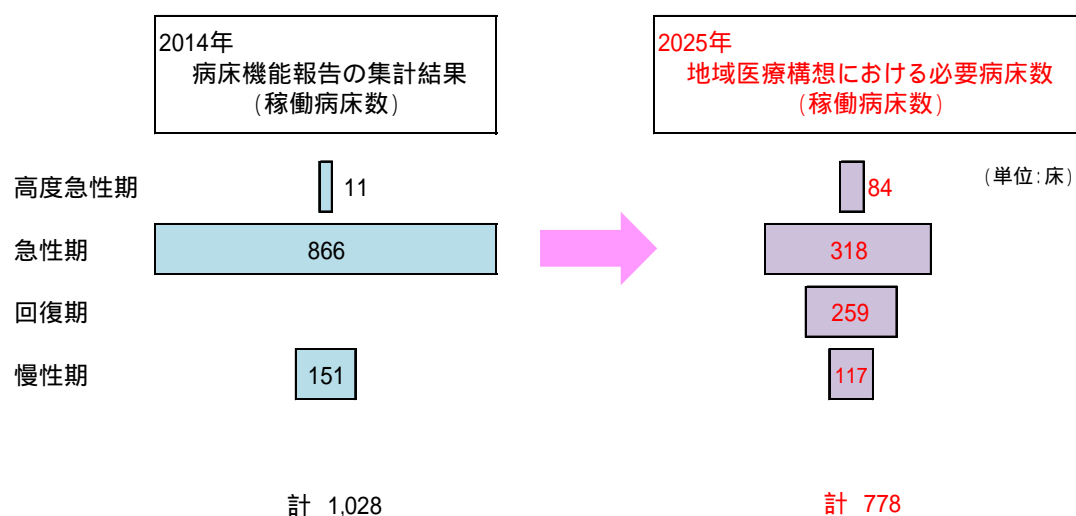 2014年
病床機能報告の集計結果
(稼働病床数)
2025年
地域医療構想における必要病床数
(稼働病床数)
(単位:床)
高度急性期 11 84
急性期 866 318
回復期 259
慢性期 151 117
計 1,028 計 778